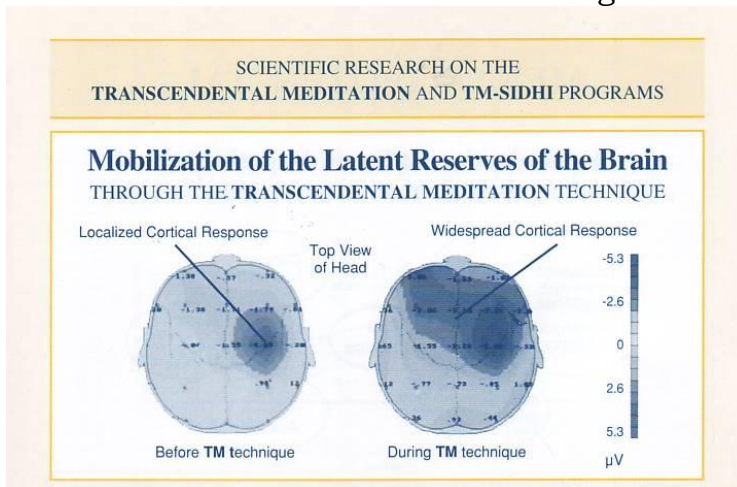 SCIENTIFIC RESEARCH ON THE
TRANSCENDENTAL MEDITATION AND TM-SIDHI PROGRAMS
Mobilization of the Latent Reserves of the Brain
THROUGH THE TRANSCENDENTAL MEDITATION TECHNIQUE
Localized Cortical Response
Top View
of Head
Widespread Cortical Response
-5.3
-2.6
0
2.6
5.3
µV
Before TM technique
During TM technique